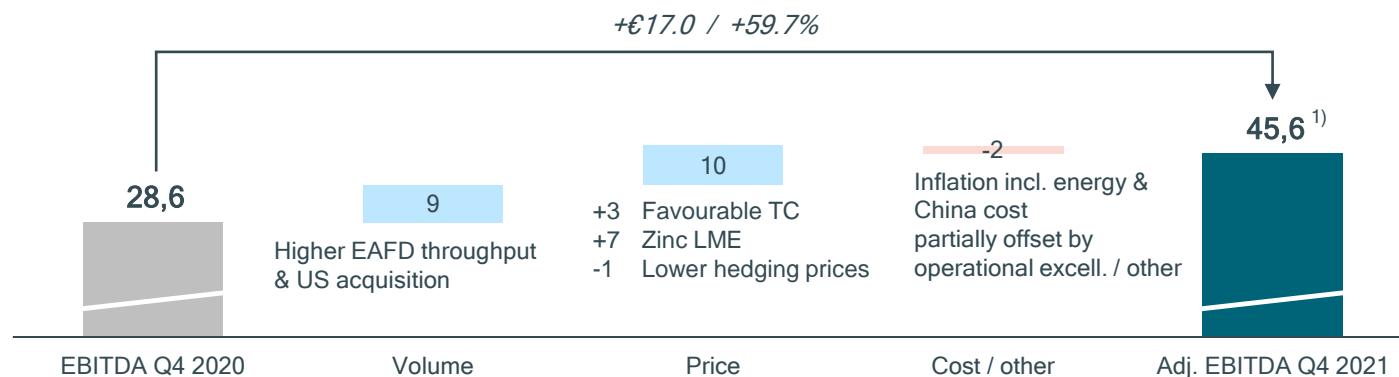 +€17.0 / +59.7%
28,6
9
Higher EAFD throughput
& US acquisition
10
+3 Favourable TC
+7 Zinc LME
-1 Lower hedging prices
-2
Inflation incl. energy &
China cost
partially offset by
operational excell. / other
45,6 1)
EBITDA Q4 2020
Volume
Price
Cost / other
Adj. EBITDA Q4 2021